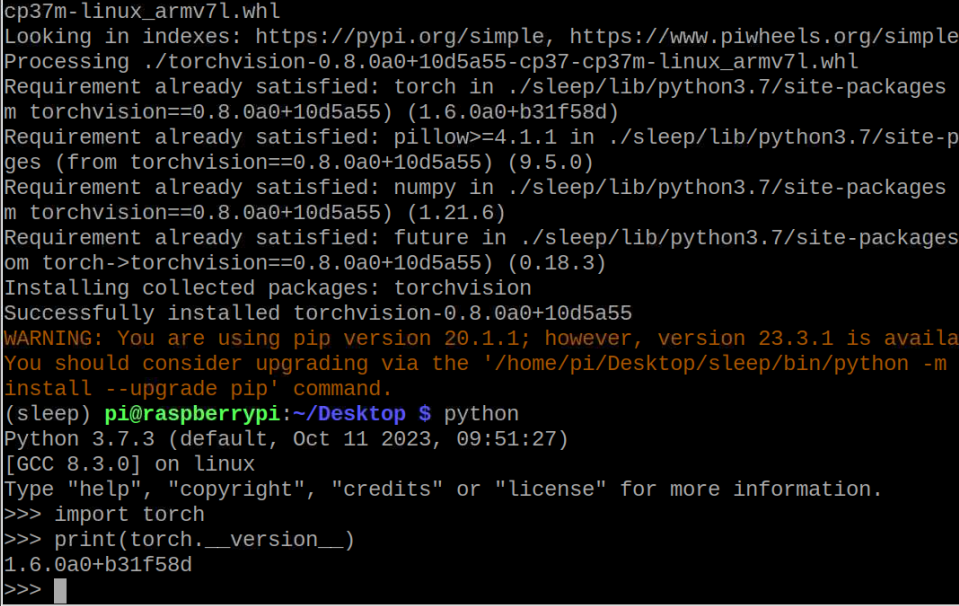 cp37m-linux_armv7l.whl
Looking in indexes: https://pypi.org/simple, https://www.piwheels.org/simple
Processing ./torchvision-0.8.0a0+10d5a55-cp37-cp37m-linux_armv7l.whl
Requirement already satisfied: torch in ./sleep/lib/python3.7/site-packages
m torchvision==0.8.0a0+10d5a55) (1.6.0a0+b31f58d)
Requirement already satisfied: pillow>=4.1.1 in ./sleep/lib/python3.7/site-p
ges (from torchvision==0.8.0a0+10d5a55) (9.5.0)
Requirement already satisfied: numpy in ./sleep/lib/python3.7/site-packages
m torchvision==0.8.0a0+10d5a55) (1.21.6)
Requirement already satisfied: future in ./sleep/lib/python3.7/site-packages
om torch->torchvision==0.8.0a0+10d5a55) (0.18.3)
Installing collected packages: torchvision
Successfully installed torchvision-0.8.0a0+10d5a55
WARNING: You are using pip version 20.1.1; however, version 23.3.1 is availa
You should consider upgrading via the '/home/pi/Desktop/sleep/bin/python -m
install --upgrade pip' command.
(sleep) pi@raspberrypi:~/Desktop $ python
Python 3.7.3 (default, Oct 11 2023, 09:51:27)
[GCC 8.3.0] on linux
Type "help", "copyright", "credits" or "license" for more information.
>>> import torch
>>> print(torch.__version__)
1.6.0a0+b31f58d
>>>